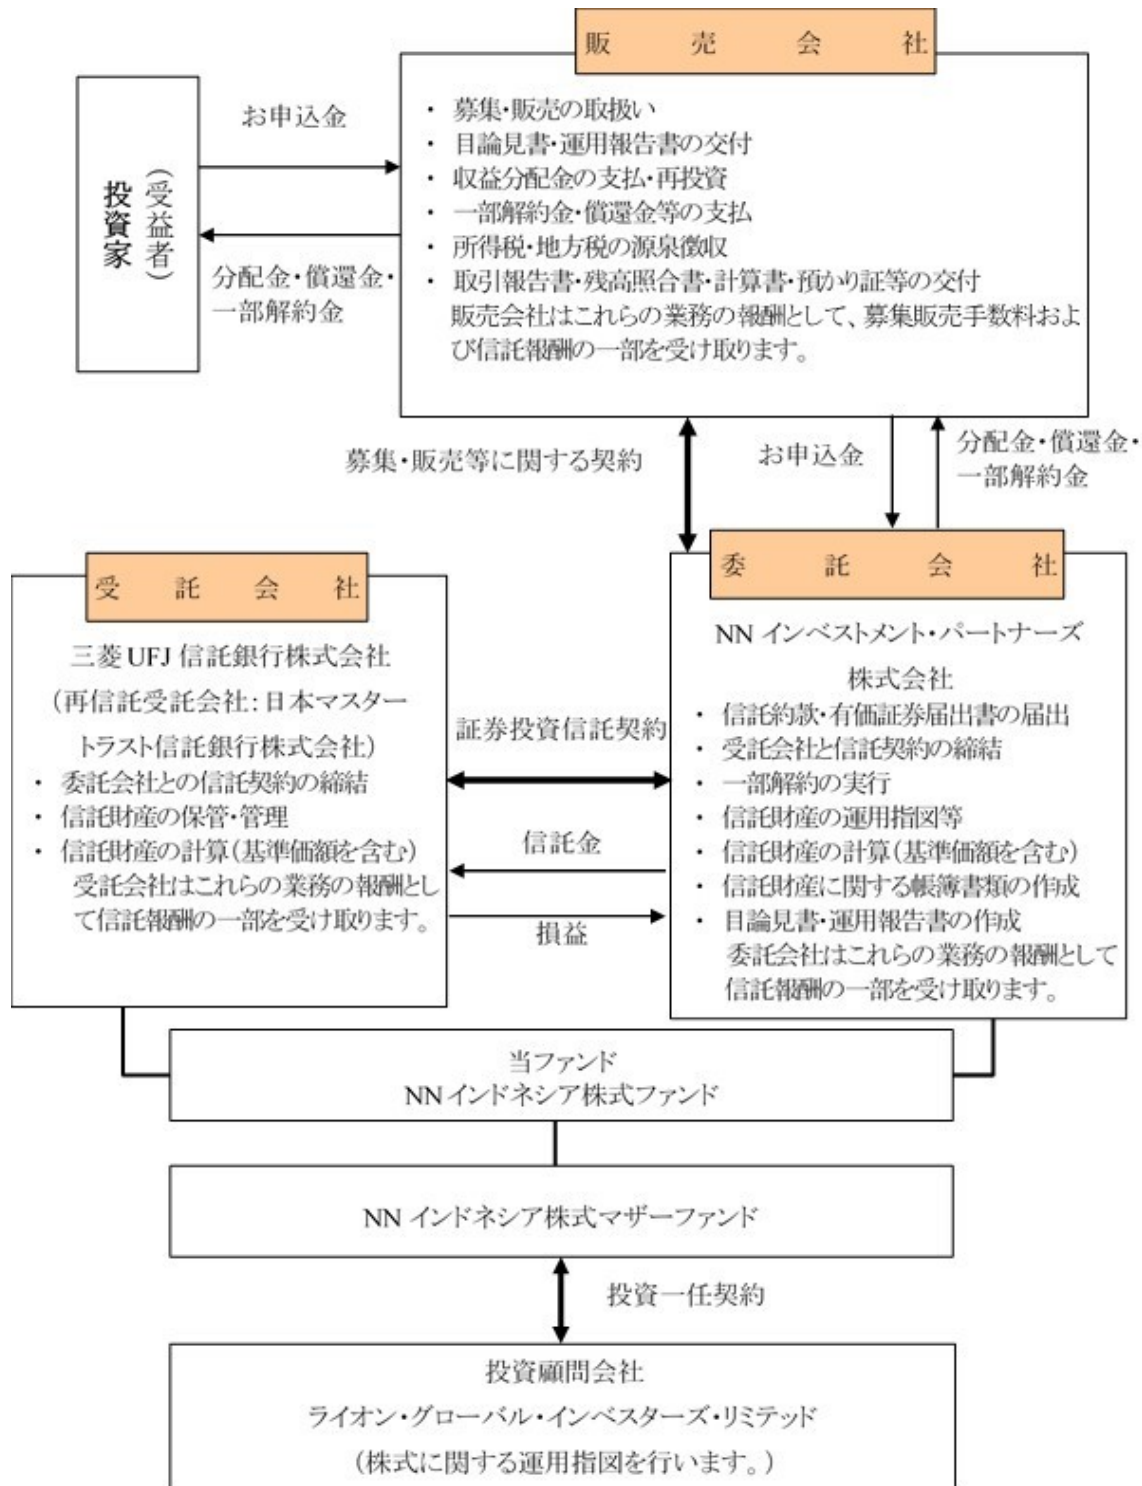 販売会社
・ 募集・販売の取扱い
・ 目論見書・運用報告書の交付
・ 収益分配金の支払・再投資
・ 一部解約金・償還金等の支払
・ 所得税・地方税の源泉徴収
・ 取引報告書・残高照合書・計算書・預かり証等の交付
販売会社はこれらの業務の報酬として、募集販売手数料およ
び信託報酬の一部を受け取ります。
お申込金
(受益者)
投資家
分配金・償還金・
一部解約金
募集・販売等に関する契約
お申込金
分配金・償還金・
一部解約金
受託会社
三菱UFJ信託銀行株式会社
(再信託受託会社:日本マスター
トラスト信託銀行株式会社)
・ 委託会社との信託契約の締結
・ 信託財産の保管・管理
・ 信託財産の計算(基準価額を含む)
受託会社はこれらの業務の報酬とし
て信託報酬の一部を受け取ります。
証券投資信託契約
信託金
損益
委託会社
NNインベストメント・パートナーズ
株式会社
・ 信託約款・有価証券届出書の届出
・ 受託会社と信託契約の締結
・ 一部解約の実行
・ 信託財産の運用指図等
・ 信託財産の計算(基準価額を含む)
・ 信託財産に関する帳簿書類の作成
・ 目論見書・運用報告書の作成
委託会社はこれらの業務の報酬として
信託報酬の一部を受け取ります。
当ファンド
NNインドネシア株式ファンド
NNインドネシア株式マザーファンド
投資一任契約
投資顧問会社
ライオン・グローバル・インベスターズ・リミテッド
(株式に関する運用指図を行います。)